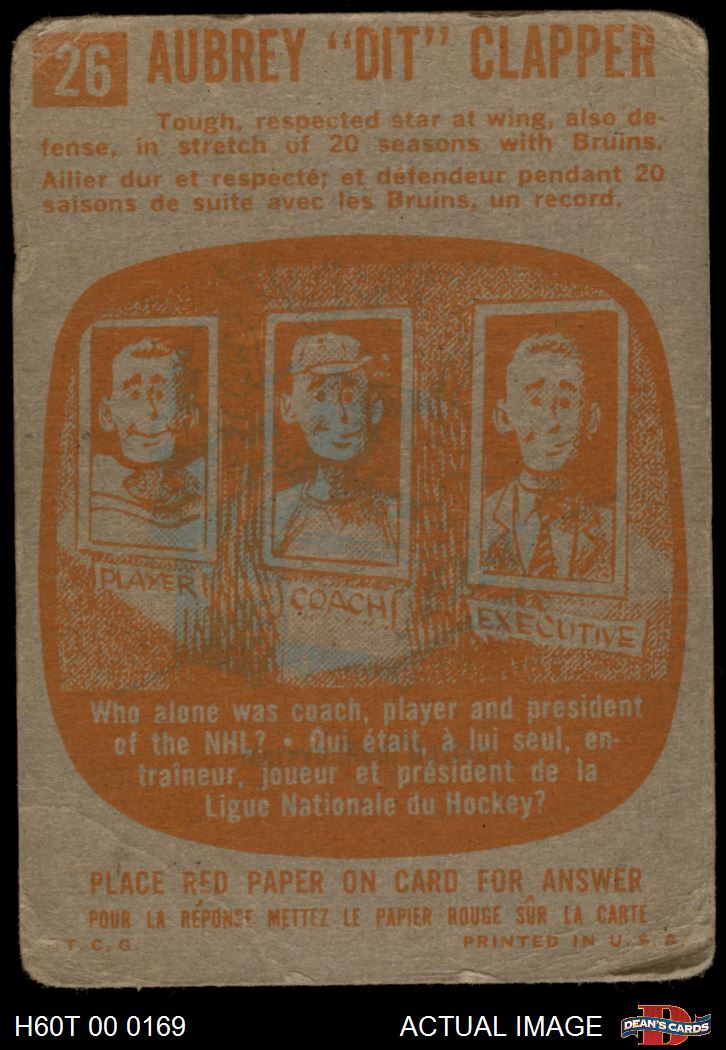 26 AUBREY "DIT" CLAPPER
Tough, respected star at wing, also de-
fense, in stretch of 20 seasons with Bruins.
Ailier dur et respecté; et défendeur pendant 20
saisons de suite avec les Bruins, un record.
PLAYER
COACH
EXECUTIVE
Who alone was coach, player and president
of the NHL? • Qui était, à lui seul, en-
traîneur, joueur et président de la
Ligue Nationale du Hockey?
PLACE RED PAPER ON CARD FOR ANSWER
POUR LA RÉPONSE METTEZ LE PAPIER ROUGE SÛR LA CARTE
T. C. G. PRINTED IN U. S. A.
H60T 00 0169 ACTUAL IMAGE DEAN'S CARDS